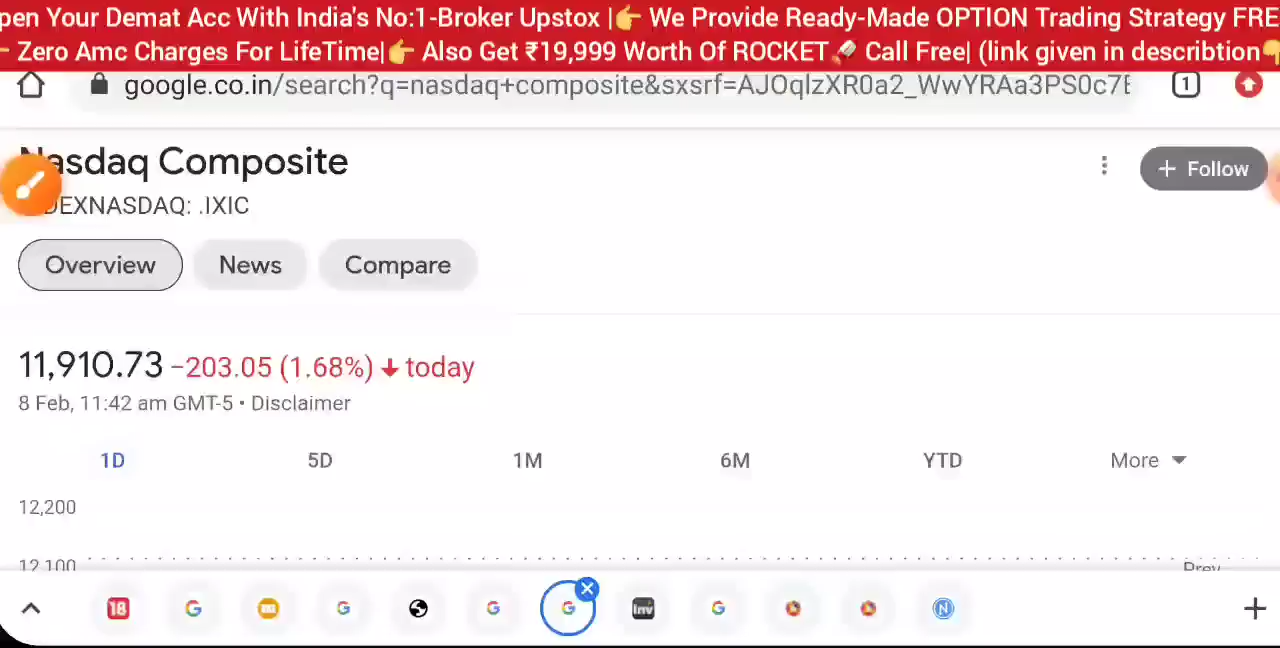 pen Your Demat Acc With India's No:1-Broker Upstox |👉 We Provide Ready-Made OPTION Trading Strategy FRE
Zero Amc Charges For LifeTime|👉 Also Get ₹19,999 Worth Of ROCKET🚀 Call Free| (link given in describtion👇
google.co.in/search?q=nasdaq+composite&sxsrf=AJOqlzXR0a2_WwYRAa3PS0c7E
1
Nasdaq Composite
+ Follow
DEXNASDAQ: .IXIC
Overview
News
Compare
11,910.73 −203.05 (1.68%) ↓ today
8 Feb, 11:42 am GMT-5 • Disclaimer
1D
5D
1M
6M
YTD
More
12,200
12,100
Prev
18
G
m
G
G
G
Inv
G
N